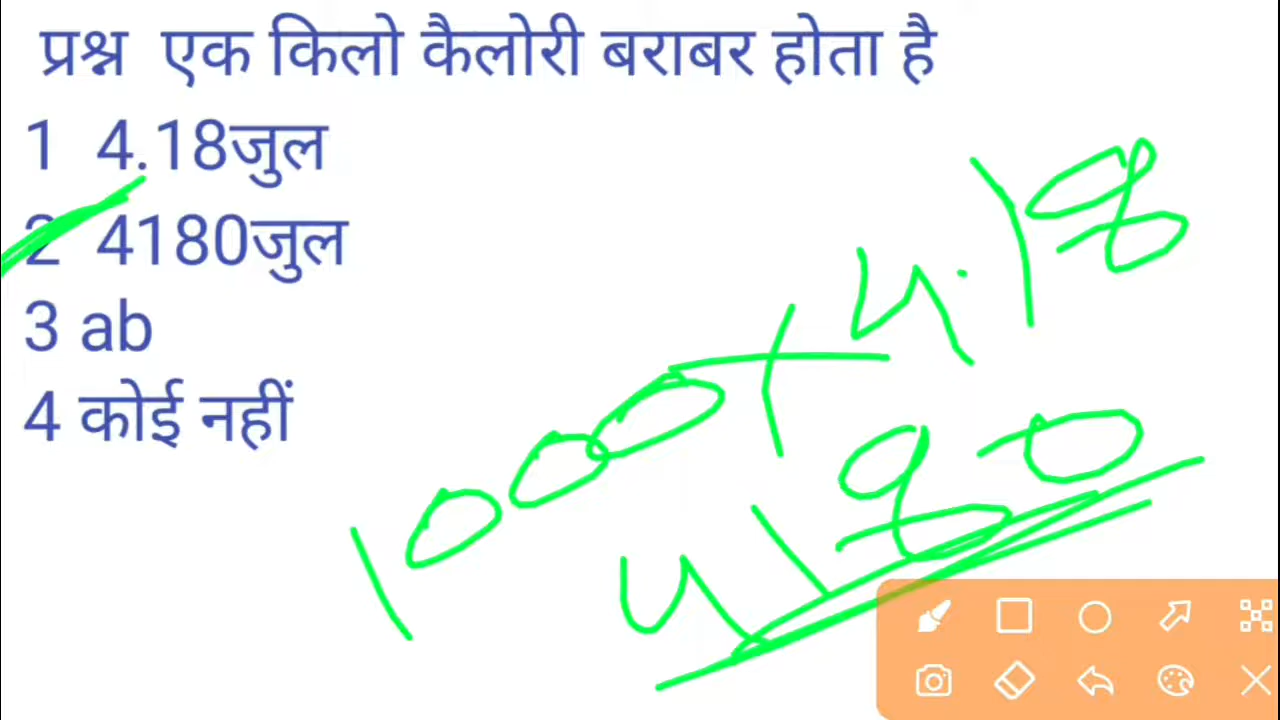 प्रश्न एक किलो कैलोरी बराबर होता है
1 4.18जुल
2 4180जुल
3 ab
4 कोई नहीं
1000×4.18
4180